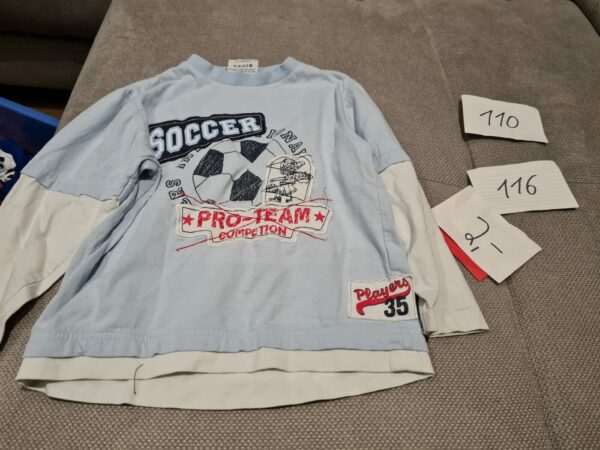 SOCCER
PRO-TEAM
COMPETION
Players
35
110
116
2,-